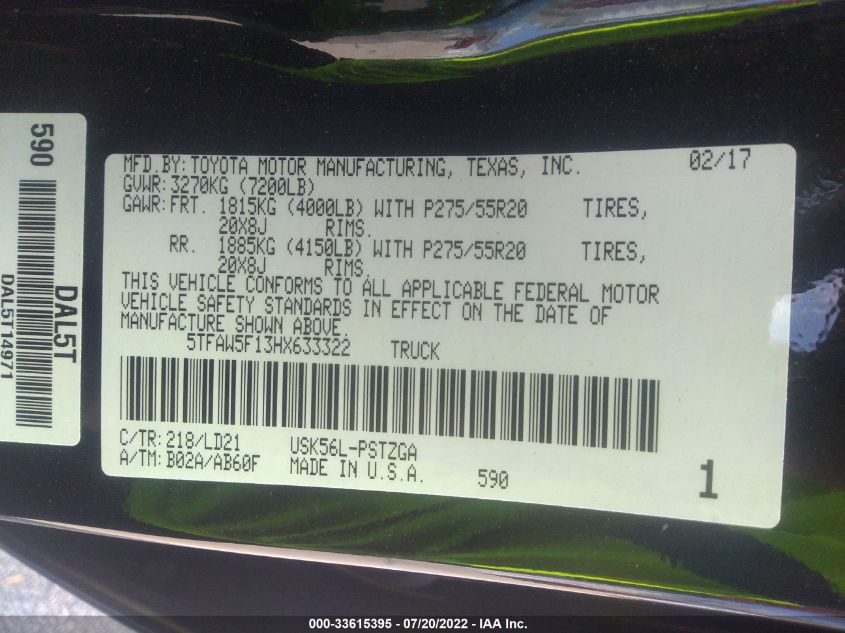 590
DAL5T
DAL5T14971
MFD.BY:TOYOTA MOTOR MANUFACTURING, TEXAS, INC. 02/17
GVWR:3270KG (7200LB)
GAWR:FRT. 1815KG (4000LB) WITH P275/55R20 TIRES,
20X8J RIMS.
RR. 1885KG (4150LB) WITH P275/55R20 TIRES,
20X8J RIMS.
THIS VEHICLE CONFORMS TO ALL APPLICABLE FEDERAL MOTOR
VEHICLE SAFETY STANDARDS IN EFFECT ON THE DATE OF
MANUFACTURE SHOWN ABOVE.
5TFAW5F13HX633322 TRUCK
C/TR:218/LD21 USK56L-PSTZGA
A/TM:B02A/AB60F MADE IN U.S.A. 590 1
000-33615395 - 07/20/2022 - IAA Inc.